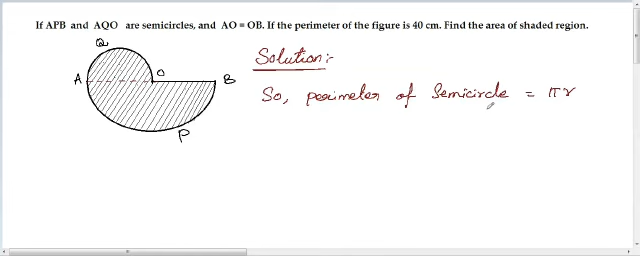 If APB and AQO are semicircles, and AO = OB. If the perimeter of the figure is 40 cm. Find the area of shaded region.
Q
A
O
B
P
Solution:-
So, perimeter of Semicircle = πr